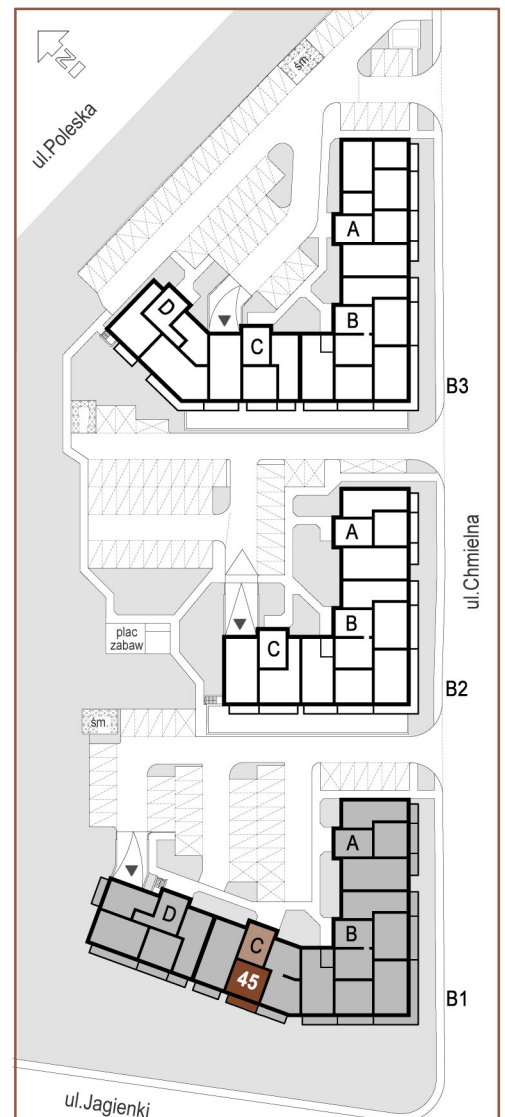 N
ul.Poleska
śm.
A
D
B
C
B3
A
ul.Chmielna
B
plac
zabaw
C
B2
śm.
A
D
B
C
45
B1
ul.Jagienki